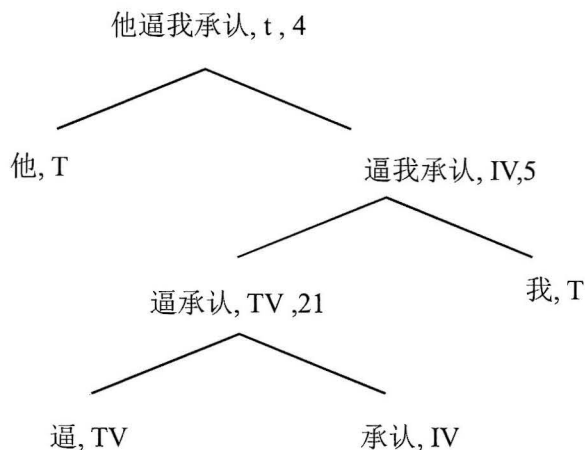 他逼我承认, t , 4
他, T
逼我承认, IV,5
逼承认, TV ,21
我, T
逼, TV
承认, IV